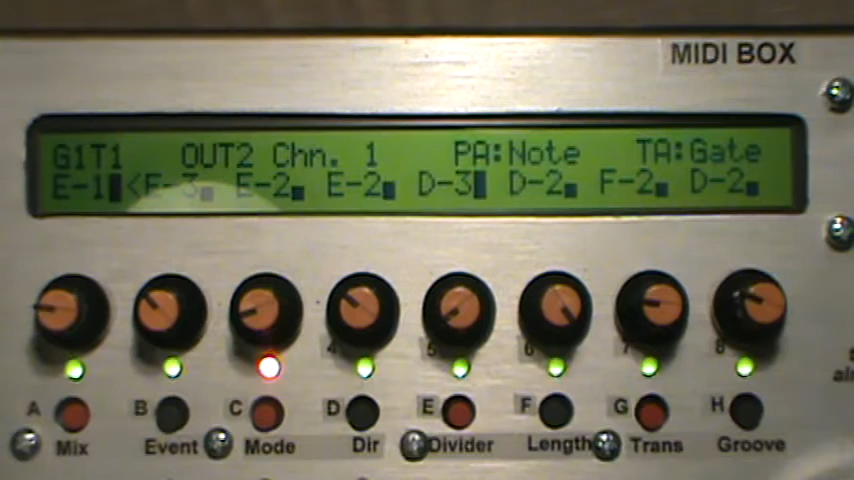 MIDI BOX
G1T1 OUT2 Chn. 1 PA:Note TA:Gate
E-1 <E-3 E-2 E-2 D-3 D-2 F-2 D-2
4 5 6 7 8
A B C D E F G H
Mix Event Mode Dir Divider Length Trans Groove